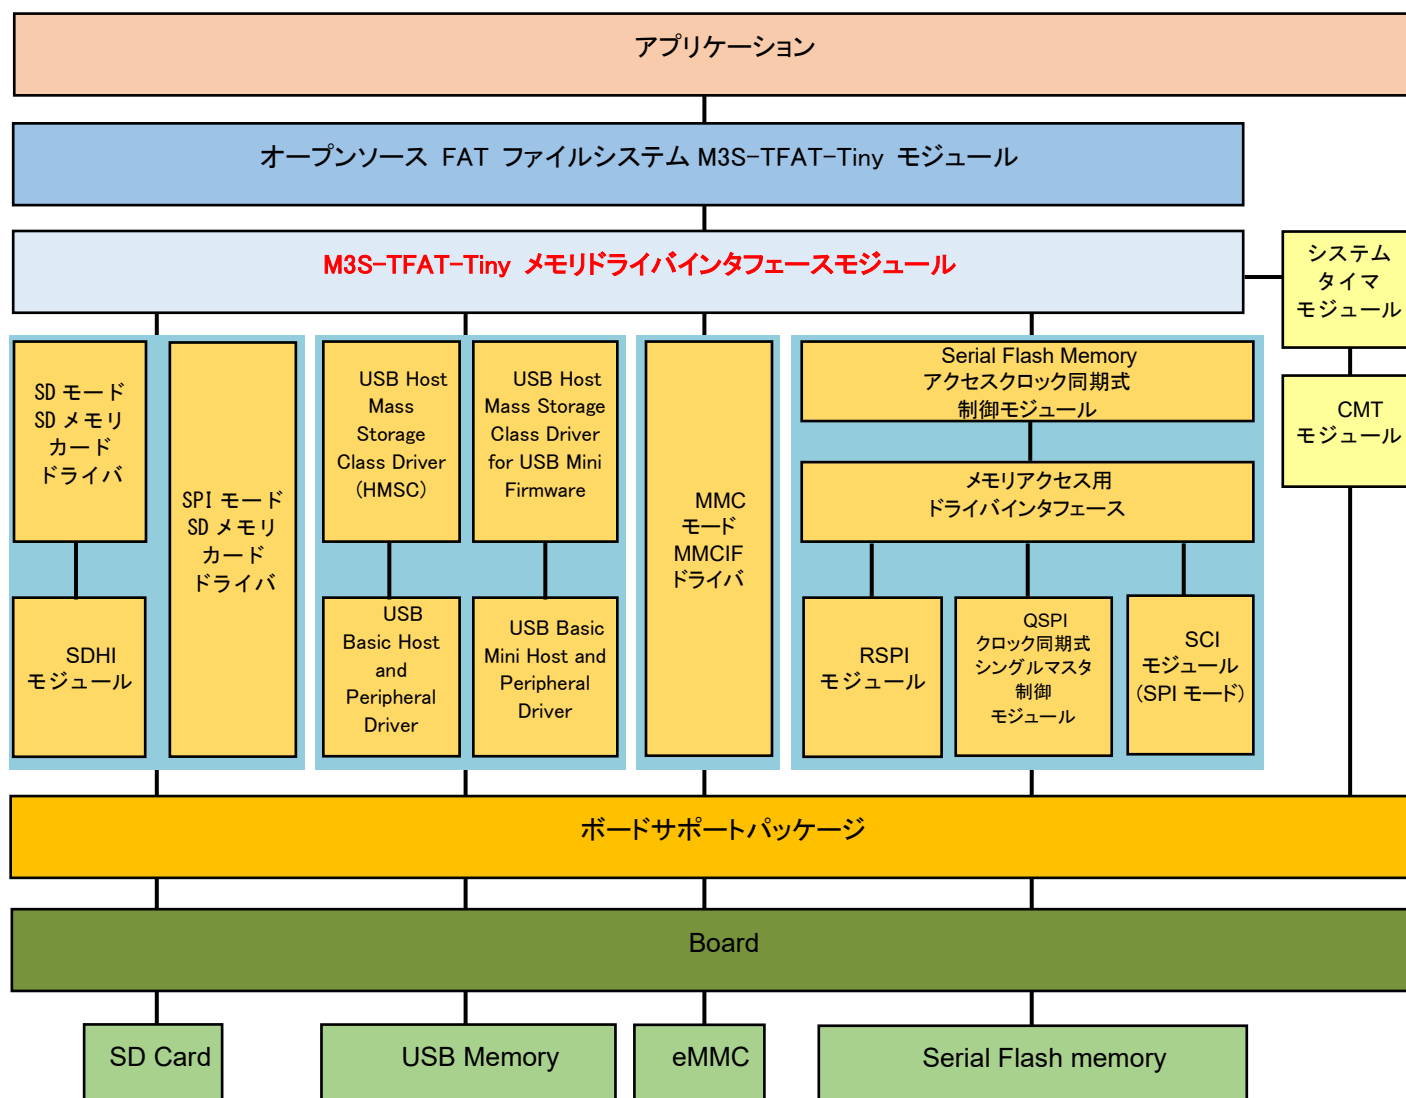 アプリケーション
オープンソース FAT ファイルシステム M3S-TFAT-Tiny モジュール
M3S-TFAT-Tiny メモリドライバインタフェースモジュール
システム
タイマ
モジュール
CMT
モジュール
SD モード
SD メモリ
カード
ドライバ
SDHI
モジュール
SPI モード
SD メモリ
カード
ドライバ
USB Host
Mass
Storage
Class Driver
(HMSC)
USB
Basic Host
and
Peripheral
Driver
USB Host
Mass Storage
Class Driver
for USB Mini
Firmware
USB Basic
Mini Host and
Peripheral
Driver
MMC
モード
MMCIF
ドライバ
Serial Flash Memory
アクセスクロック同期式
制御モジュール
メモリアクセス用
ドライバインタフェース
RSPI
モジュール
QSPI
クロック同期式
シングルマスタ
制御
モジュール
SCI
モジュール
(SPI モード)
ボードサポートパッケージ
Board
SD Card
USB Memory
eMMC
Serial Flash memory